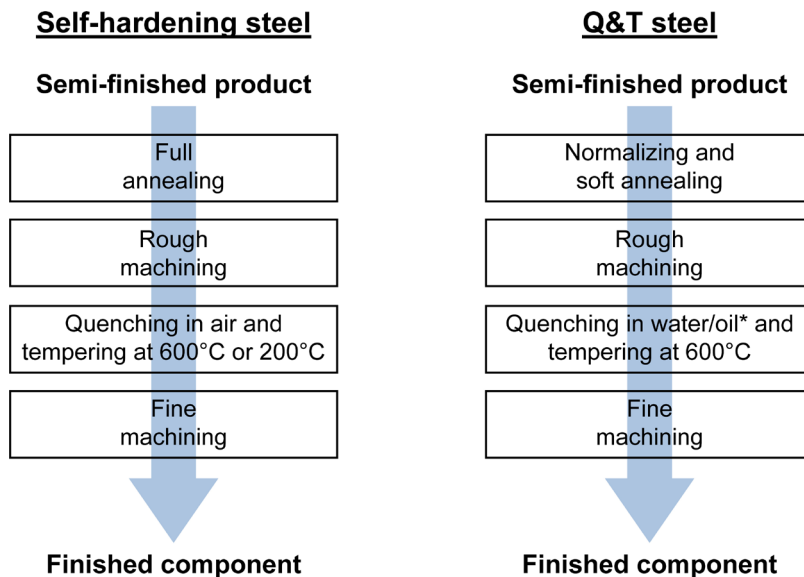 Self-hardening steel
Semi-finished product
Full
annealing
Rough
machining
Quenching in air and
tempering at 600°C or 200°C
Fine
machining
Finished component
Q&T steel
Semi-finished product
Normalizing and
soft annealing
Rough
machining
Quenching in water/oil* and
tempering at 600°C
Fine
machining
Finished component